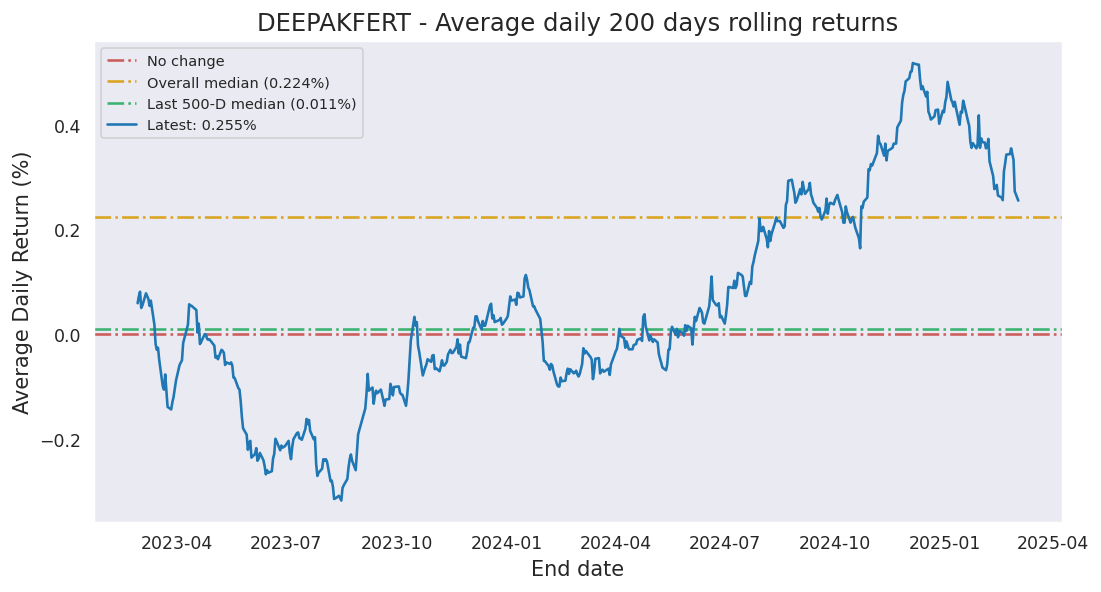 DEEPAKFERT - Average daily 200 days rolling returns
No change
Overall median (0.224%)
Last 500-D median (0.011%)
Latest: 0.255%
Average Daily Return (%)
0.4
0.2
0.0
−0.2
2023-04 2023-07 2023-10 2024-01 2024-04 2024-07 2024-10 2025-01 2025-04
End date